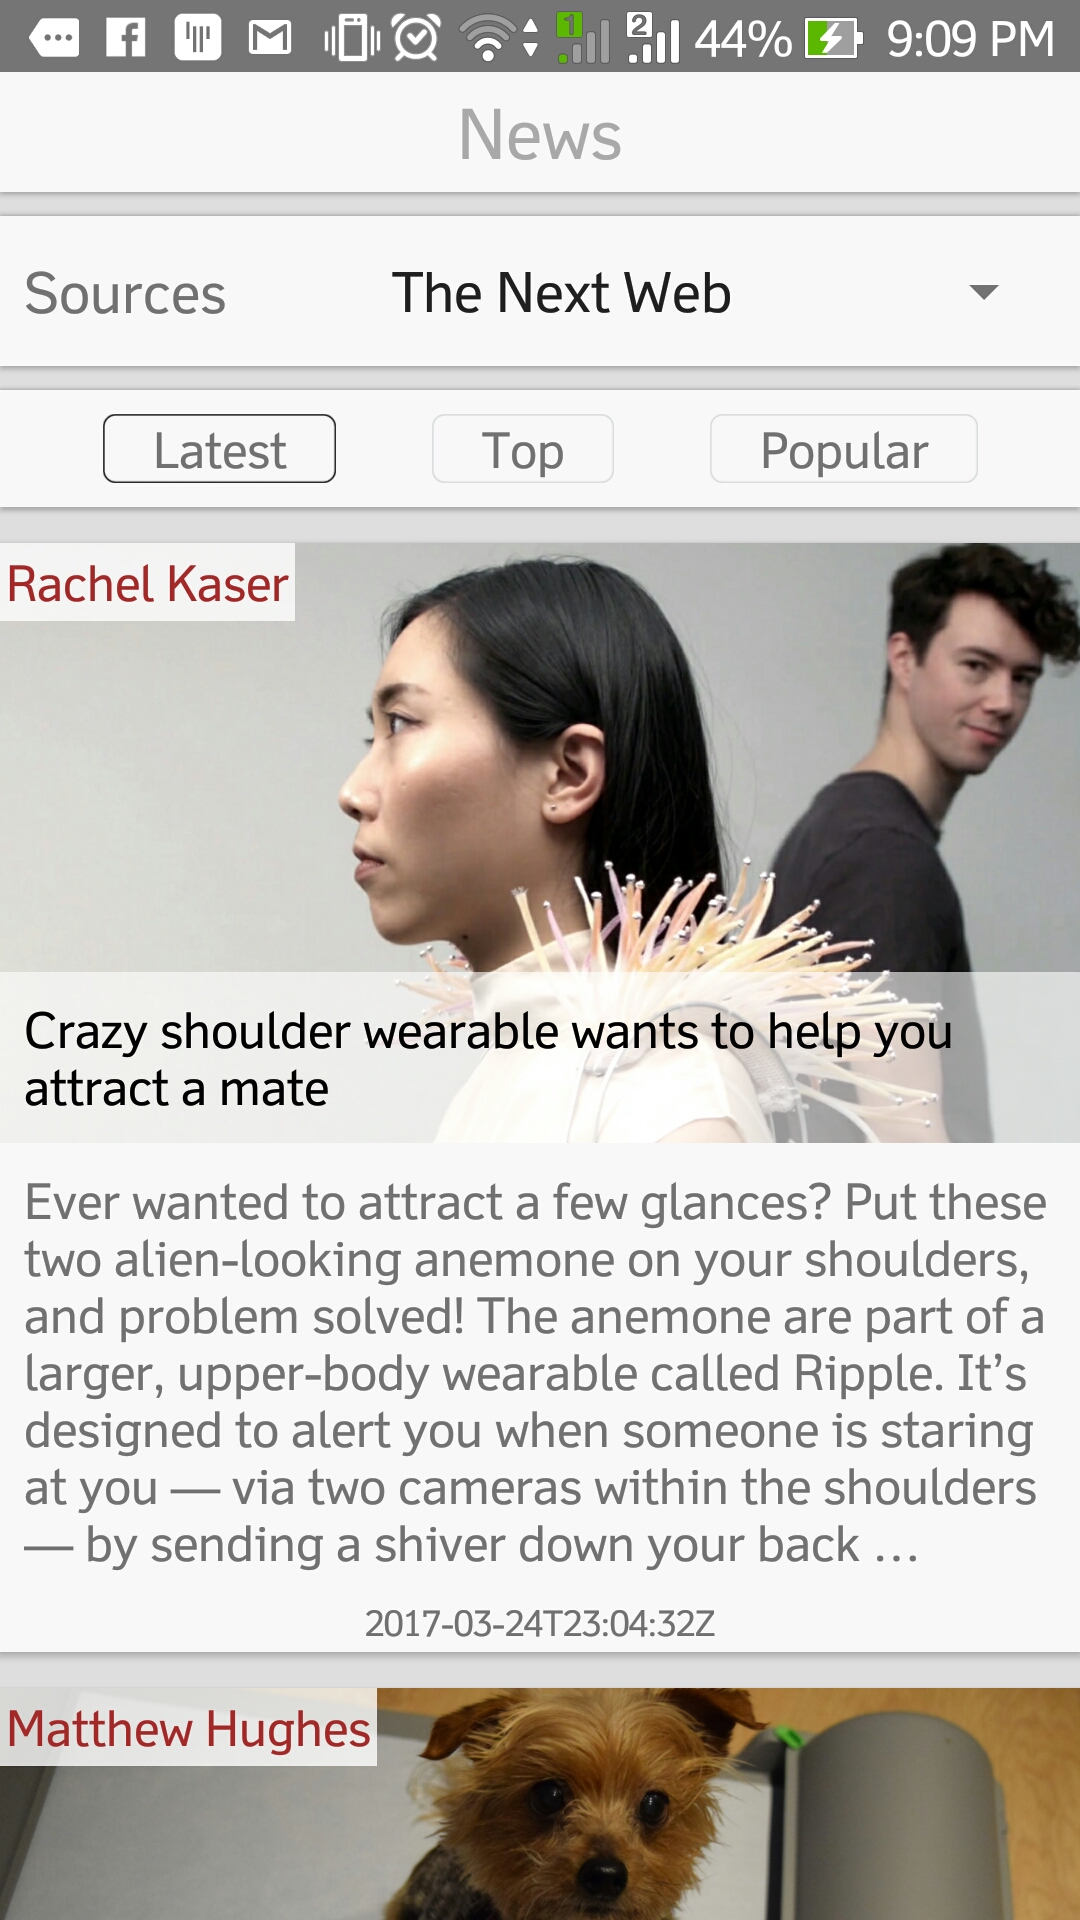 1 2 44% 9:09 PM
News
Sources The Next Web
Latest Top Popular
Rachel Kaser
Crazy shoulder wearable wants to help you
attract a mate
Ever wanted to attract a few glances? Put these
two alien-looking anemone on your shoulders,
and problem solved! The anemone are part of a
larger, upper-body wearable called Ripple. It’s
designed to alert you when someone is staring
at you — via two cameras within the shoulders
— by sending a shiver down your back …
2017-03-24T23:04:32Z
Matthew Hughes